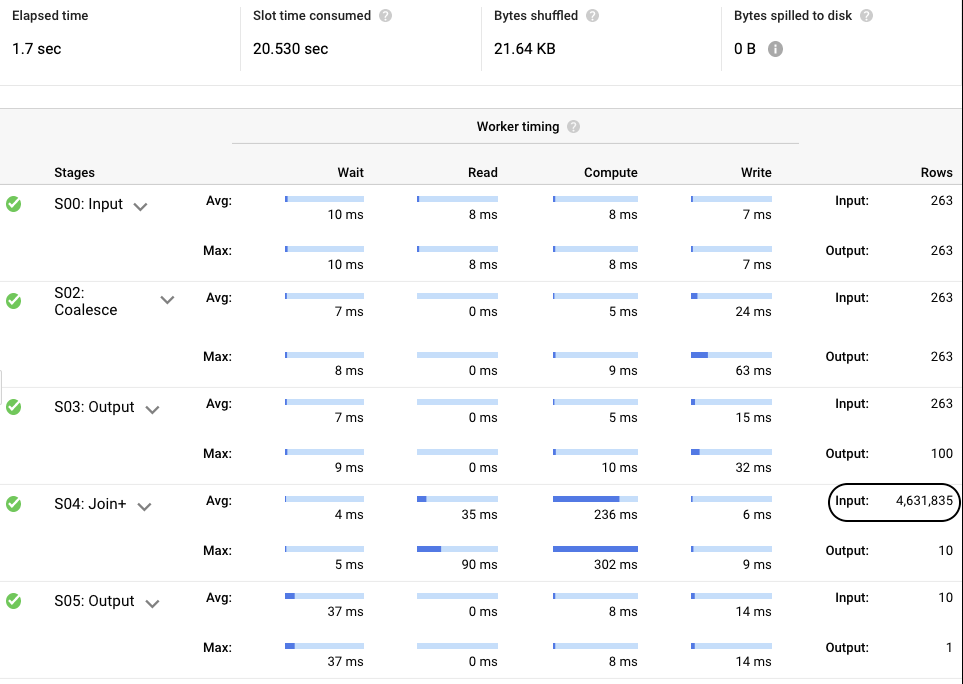 Elapsed time
Slot time consumed
Bytes shuffled
Bytes spilled to disk
1.7 sec
20.530 sec
21.64 KB
0 B
Worker timing
Stages Wait Read Compute Write Rows
S00: Input Avg: 10 ms 8 ms 8 ms 7 ms Input: 263
Max: 10 ms 8 ms 8 ms 7 ms Output: 263
S02: Coalesce Avg: 7 ms 0 ms 5 ms 24 ms Input: 263
Max: 8 ms 0 ms 9 ms 63 ms Output: 263
S03: Output Avg: 7 ms 0 ms 5 ms 15 ms Input: 263
Max: 9 ms 0 ms 10 ms 32 ms Output: 100
S04: Join+ Avg: 4 ms 35 ms 236 ms 6 ms Input: 4,631,835
Max: 5 ms 90 ms 302 ms 9 ms Output: 10
S05: Output Avg: 37 ms 0 ms 8 ms 14 ms Input: 10
Max: 37 ms 0 ms 8 ms 14 ms Output: 1